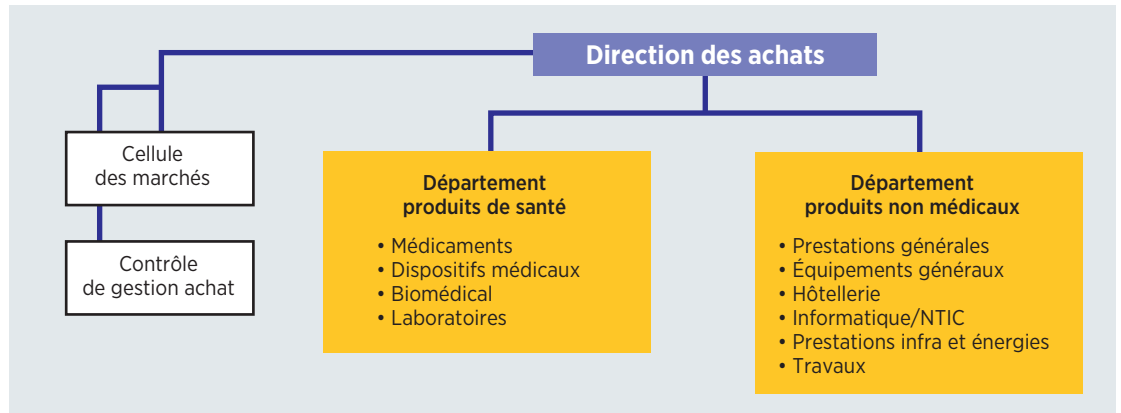 Direction des achats
Cellule
des marchés
Contrôle
de gestion achat
Département
produits de santé
• Médicaments
• Dispositifs médicaux
• Biomédical
• Laboratoires
Département
produits non médicaux
• Prestations générales
• Équipements généraux
• Hôtellerie
• Informatique/NTIC
• Prestations infra et énergies
• Travaux